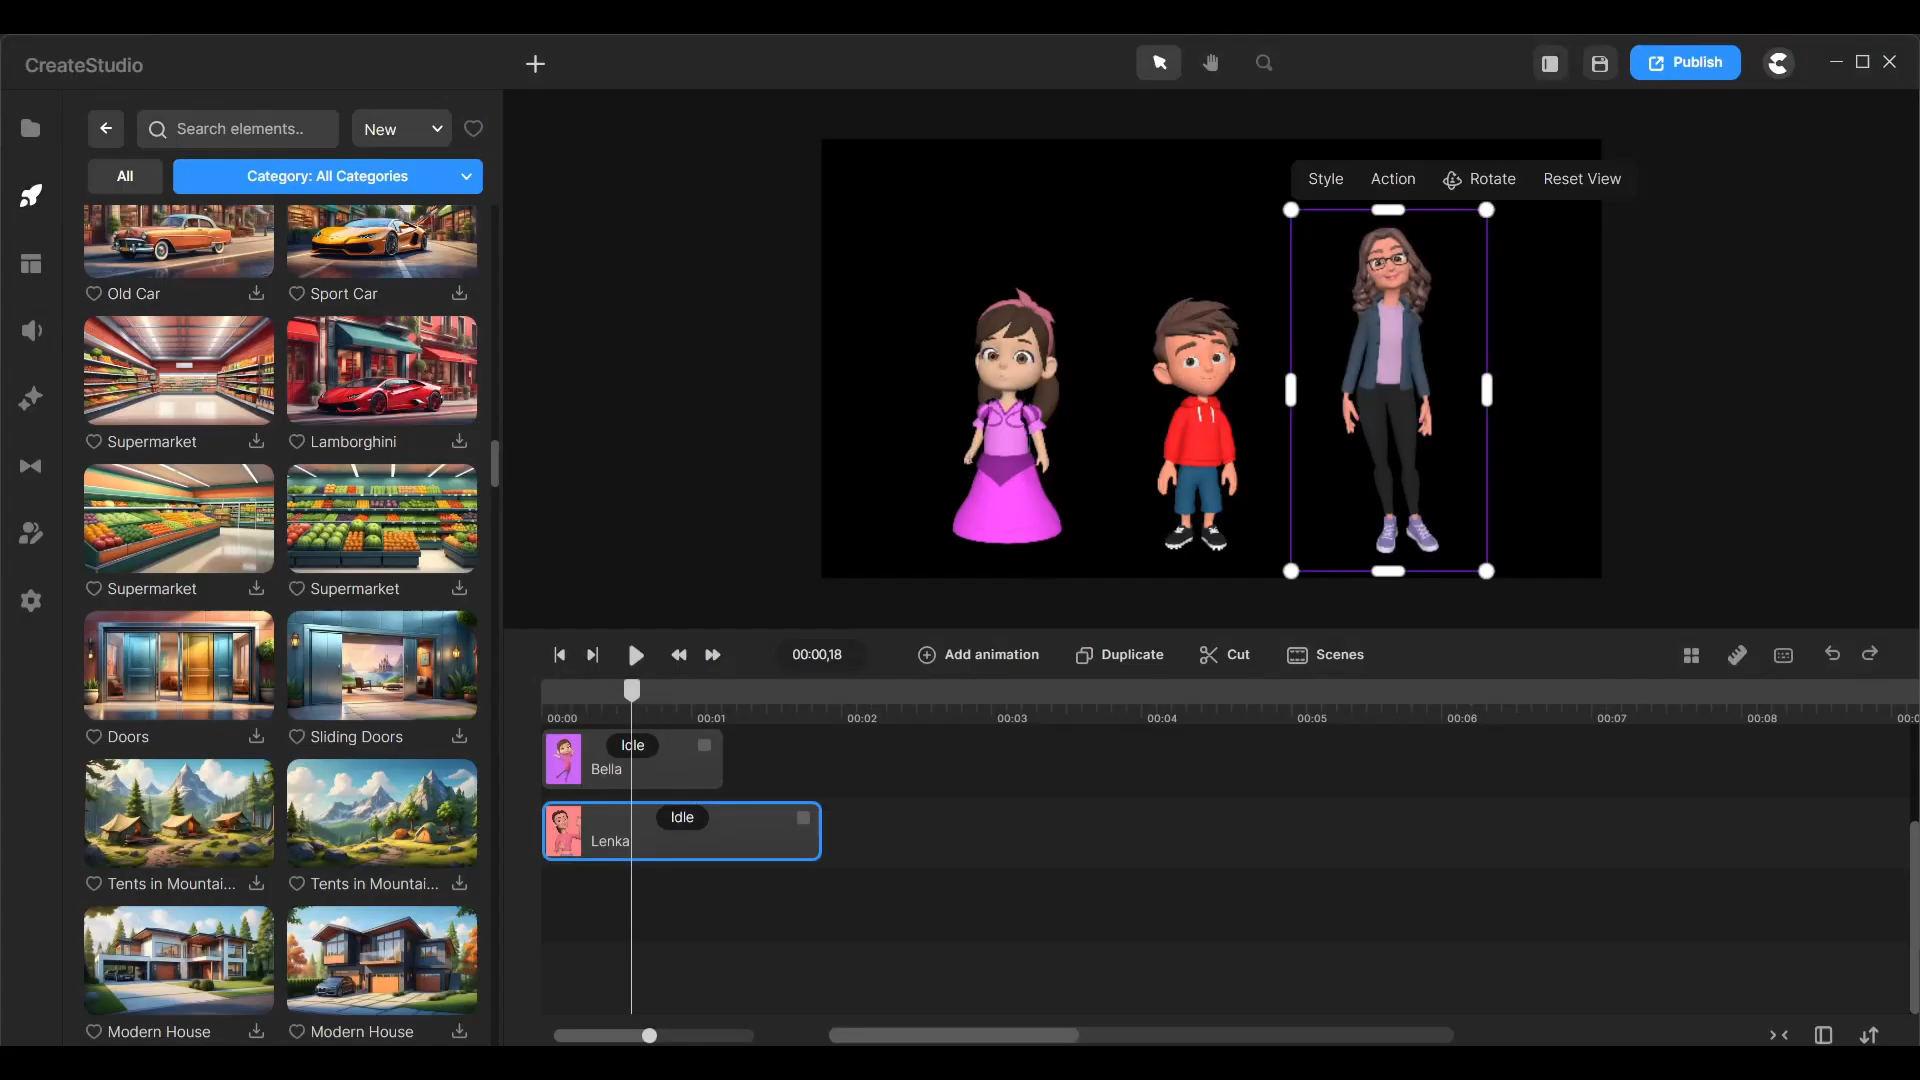 CreateStudio
Publish
Search elements..
New
All
Category: All Categories
Style Action Rotate Reset View
Old Car
Sport Car
Supermarket
Lamborghini
Supermarket
Supermarket
Doors
Sliding Doors
Tents in Mountai...
Tents in Mountai...
Modern House
Modern House
00:00,18
Add animation
Duplicate
Cut
Scenes
00:00 00:01 00:02 00:03 00:04 00:05 00:06 00:07 00:08 00:0
Idle
Bella
Idle
Lenka